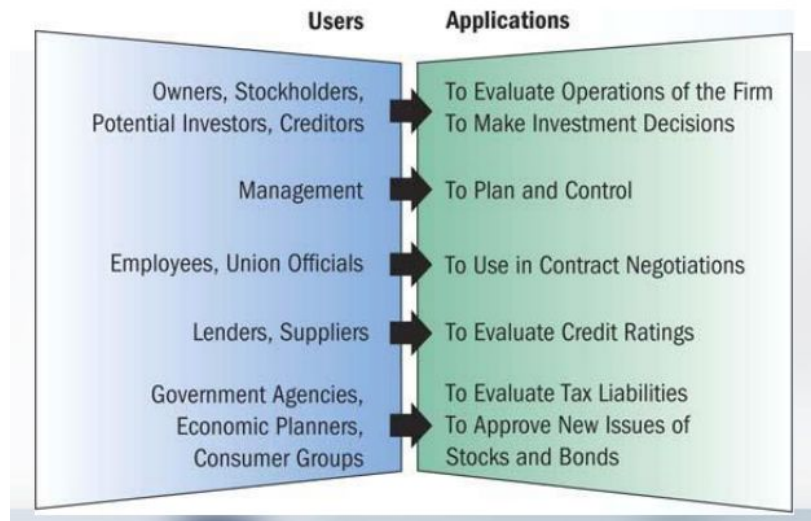 Users
Applications
Owners, Stockholders,
Potential Investors, Creditors
To Evaluate Operations of the Firm
To Make Investment Decisions
Management
To Plan and Control
Employees, Union Officials
To Use in Contract Negotiations
Lenders, Suppliers
To Evaluate Credit Ratings
Government Agencies,
Economic Planners,
Consumer Groups
To Evaluate Tax Liabilities
To Approve New Issues of
Stocks and Bonds